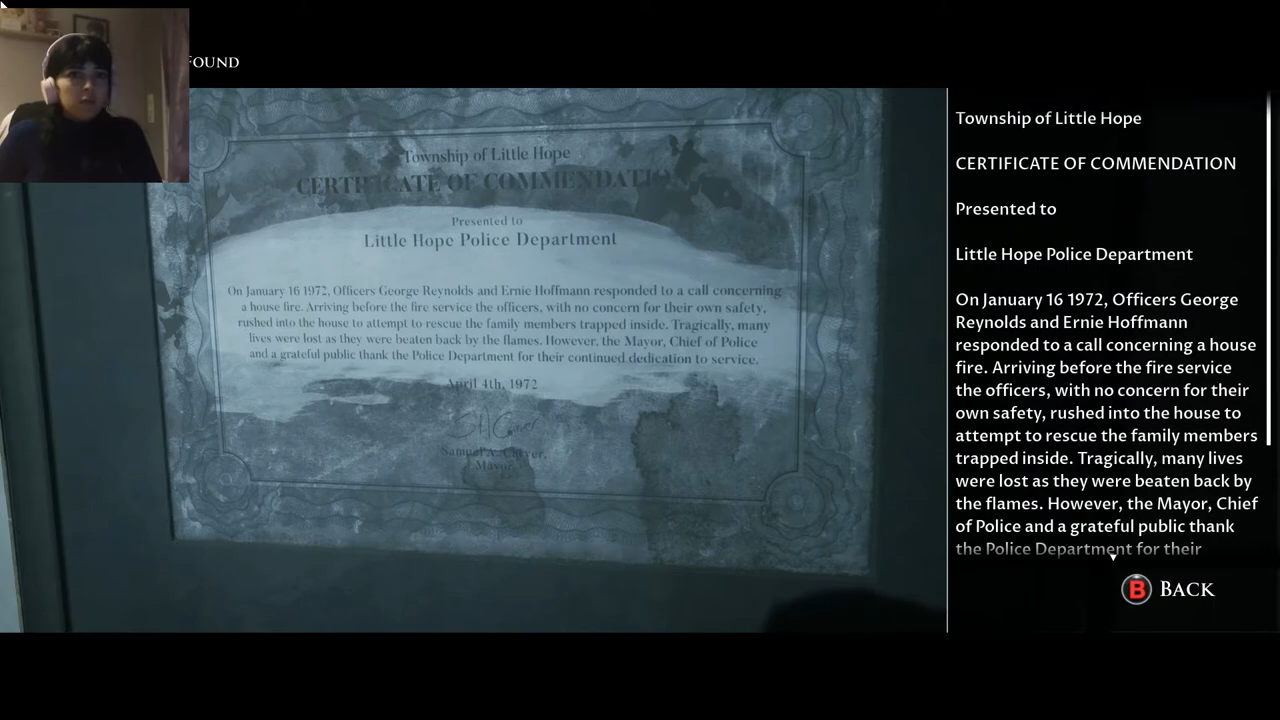 FOUND
Township of Little Hope
CERTIFICATE OF COMMENDATIO
Presented to
Little Hope Police Department
On January 16 1972, Officers George Reynolds and Ernie Hoffmann responded to a call concerning
a house fire. Arriving before the fire service the officers, with no concern for their own safety,
rushed into the house to attempt to rescue the family members trapped inside. Tragically, many
lives were lost as they were beaten back by the flames. However, the Mayor, Chief of Police
and a grateful public thank the Police Department for their continued dedication to service.
April 4th, 1972
Samuel A.
Mayor
Township of Little Hope
CERTIFICATE OF COMMENDATION
Presented to
Little Hope Police Department
On January 16 1972, Officers George
Reynolds and Ernie Hoffmann
responded to a call concerning a house
fire. Arriving before the fire service
the officers, with no concern for their
own safety, rushed into the house to
attempt to rescue the family members
trapped inside. Tragically, many lives
were lost as they were beaten back by
the flames. However, the Mayor, Chief
of Police and a grateful public thank
the Police Department for their
B BACK